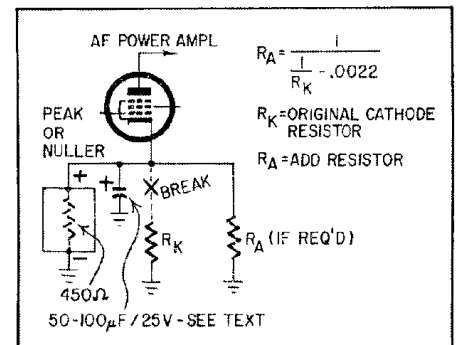 AF POWER AMPL
PEAK
OR
NULLER
+
+
BREAK
RK
RA (IF REQ'D)
-
450Ω
50-100µF/25V-SEE TEXT
RA = 1 / (1/RK - .0022)
RK=ORIGINAL CATHODE
RESISTOR
RA=ADD RESISTOR